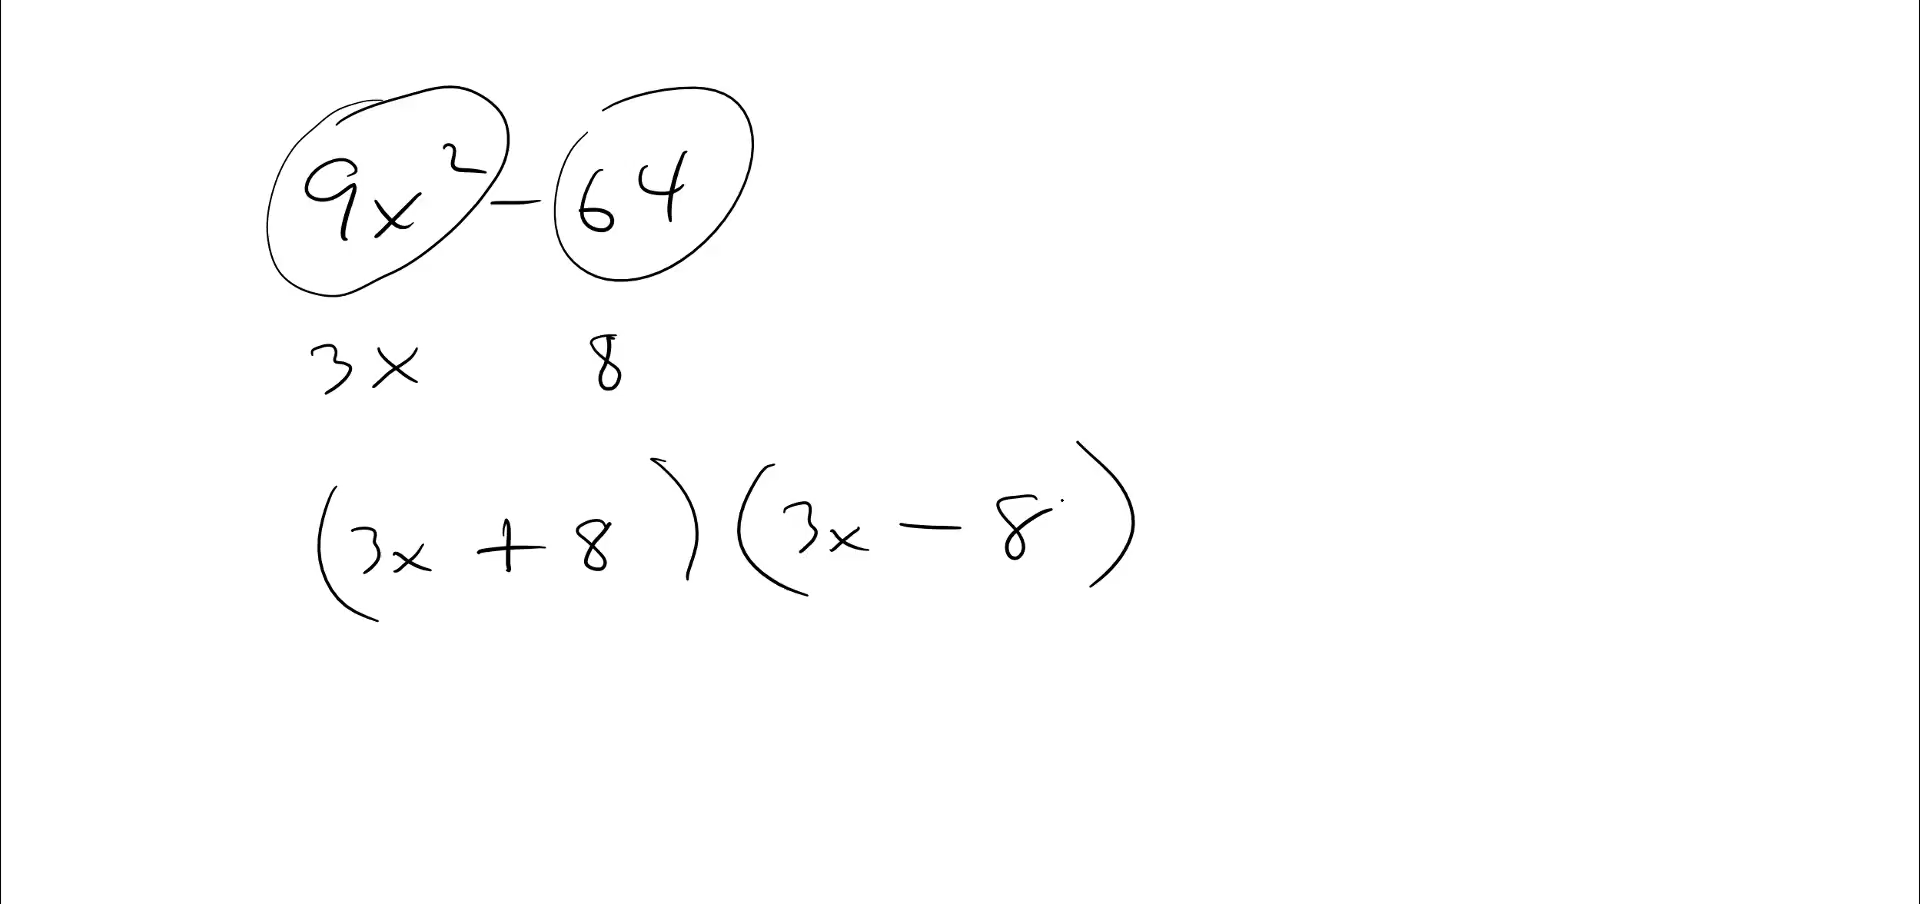 9x² - 64
3x 8
(3x + 8)(3x - 8)